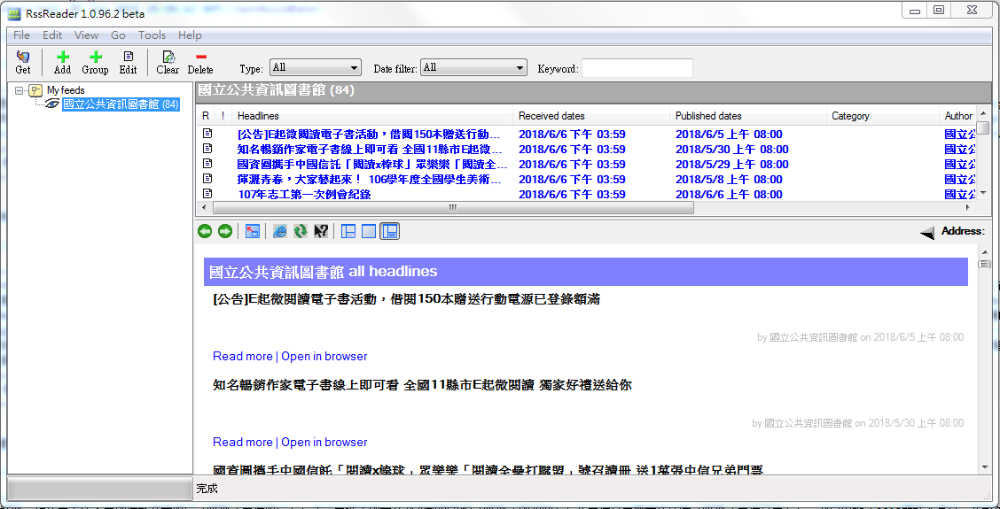 RssReader 1.0.96.2 beta
File Edit View Go Tools Help
Get Add Group Edit Clear Delete Type: All Date filter: All Keyword:
My feeds
國立公共資訊圖書館 (84)
國立公共資訊圖書館 (84)
R ! Headlines Received dates Published dates Category Author
[公告]E起微閱讀電子書活動，借閱150本贈送行動... 2018/6/6 下午 03:59 2018/6/5 上午 08:00 國立公
知名暢銷作家電子書線上即可看 全國11縣市E起微... 2018/6/6 下午 03:59 2018/5/30 上午 08:00 國立公
國資圖攜手中國信託「閱讀x棒球」眾樂樂「閱讀全... 2018/6/6 下午 03:59 2018/5/29 上午 08:00 國立公
揮灑青春，大家藝起來！ 106學年度全國學生美術... 2018/6/6 下午 03:59 2018/5/8 上午 08:00 國立公
107年志工第一次例會紀錄 2018/6/6 下午 03:59 2018/6/6 上午 08:00 國立公
Address:
國立公共資訊圖書館 all headlines
[公告]E起微閱讀電子書活動，借閱150本贈送行動電源已登錄額滿
by 國立公共資訊圖書館 on 2018/6/5 上午 08:00
Read more | Open in browser
知名暢銷作家電子書線上即可看 全國11縣市E起微閱讀 獨家好禮送給你
by 國立公共資訊圖書館 on 2018/5/30 上午 08:00
Read more | Open in browser
國資圖攜手中國信託「閱讀x棒球」眾樂樂「閱讀全壘打聯盟」號召讀冊 送1萬張中信兄弟門票
完成